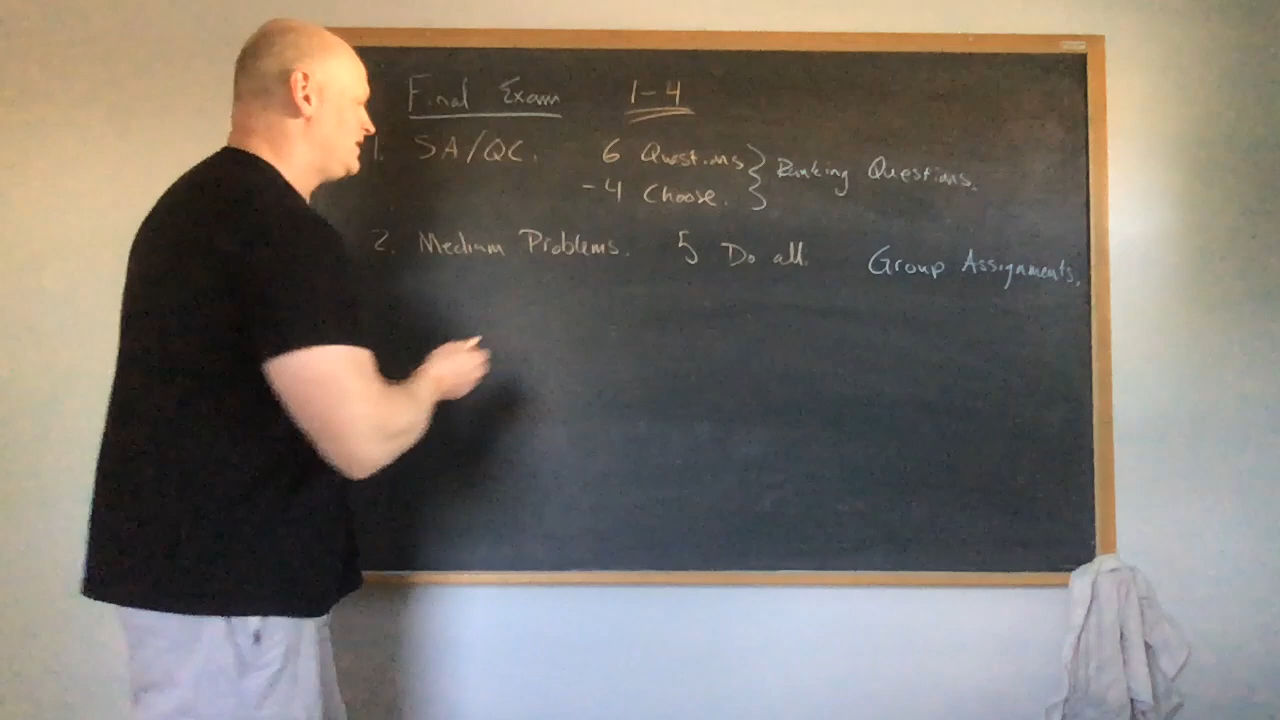 Final Exam 1-4
1. SA/QC. 6 Questions
-4 Choose. } Ranking Questions.
2. Medium Problems. 5 Do all. Group Assignments.